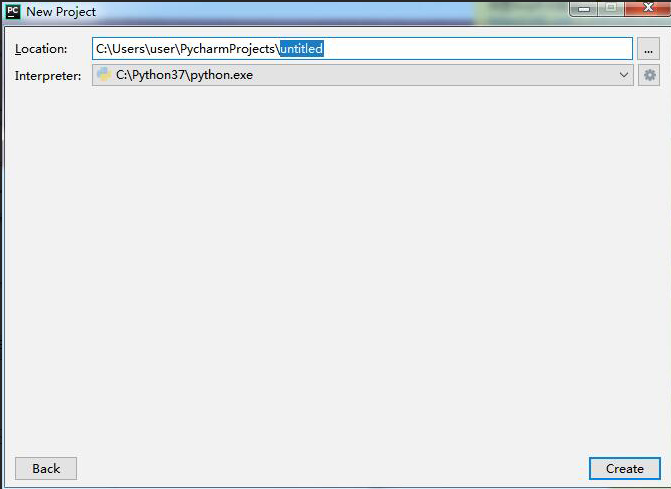 PC New Project
Location: C:\Users\user\PycharmProjects\untitled ...
Interpreter: C:\Python37\python.exe
Back Create